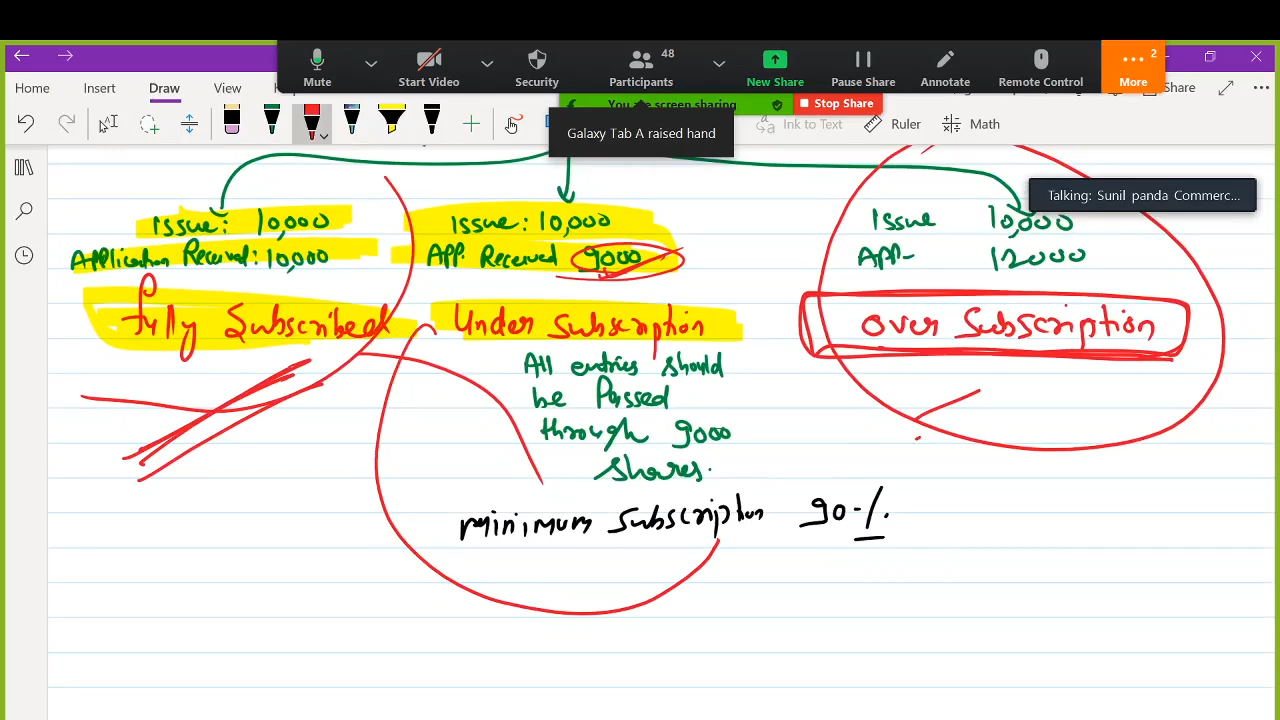 48
2
Mute
Start Video
Security
Participants
New Share
Pause Share
Annotate
Remote Control
More
Home
Insert
Draw
View
Share
You are screen sharing
Stop Share
Galaxy Tab A raised hand
Ink to Text
Ruler
Math
Talking: Sunil panda Commerc...
Issue: 10,000
Application Received: 10,000
fully Subscribed
Issue: 10,000
App. Received 9000
Under Subscription
All entries should
be Passed
through 9000
shares.
minimum subscription 90%
Issue 10,000
App- 12000
over Subscription